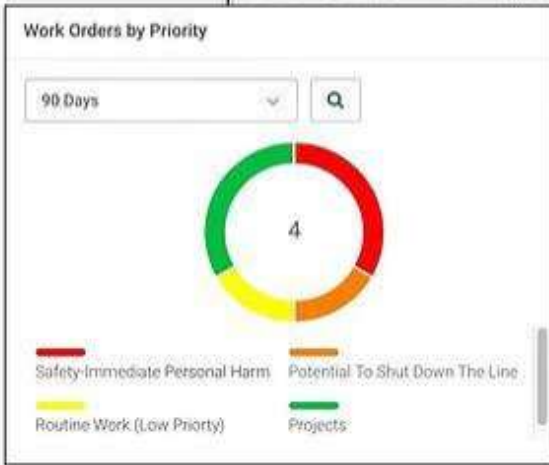 Work Orders by Priority
90 Days
4
Safety-Immediate Personal Harm
Potential To Shut Down The Line
Routine Work (Low Priorty)
Projects